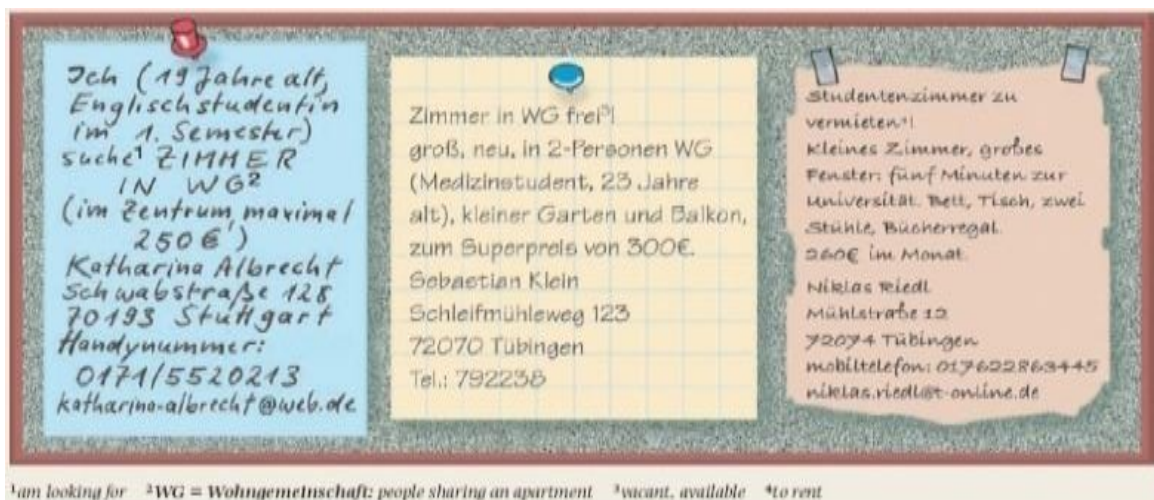 Ich (19 Jahre alt,
Englischstudentin
im 1. Semester)
suche¹ ZIMMER
IN WG²
(im Zentrum, maximal
250€)
Katharina Albrecht
Schwabstraße 128
70193 Stuttgart
Handynummer:
0171/5520213
katharina-albrecht@web.de
Zimmer in WG frei³!
groß, neu, in 2-Personen WG
(Medizinstudent, 23 Jahre
alt), kleiner Garten und Balkon,
zum Superpreis von 300€.
Sebastian Klein
Schleifmühleweg 123
72070 Tübingen
Tel.: 792238
Studentenzimmer zu
vermieten⁴!
Kleines Zimmer, großes
Fenster: fünf Minuten zur
Universität. Bett, Tisch, zwei
Stühle, Bücherregal.
260€ im Monat.
Niklas Riedl
Mühlstraße 12
72074 Tübingen
mobiltelefon: 017622863445
niklas.riedl@t-online.de
¹am looking for ²WG = Wohngemeinschaft: people sharing an apartment ³vacant, available ⁴to rent